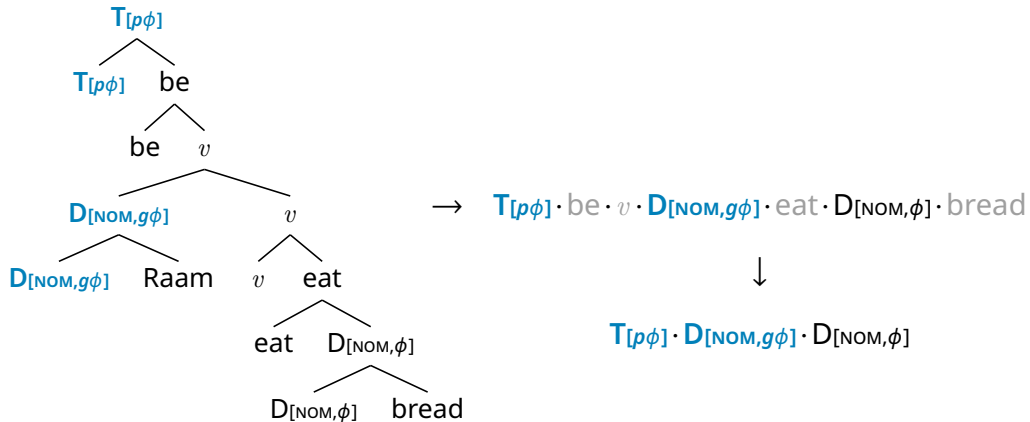 T[pϕ]
T[pϕ] be
be v
D[NOM,gϕ] v → T[pϕ]·be·v·D[NOM,gϕ]·eat·D[NOM,ϕ]·bread
D[NOM,gϕ] Raam v eat ↓
eat D[NOM,ϕ] T[pϕ]·D[NOM,gϕ]·D[NOM,ϕ]
D[NOM,ϕ] bread